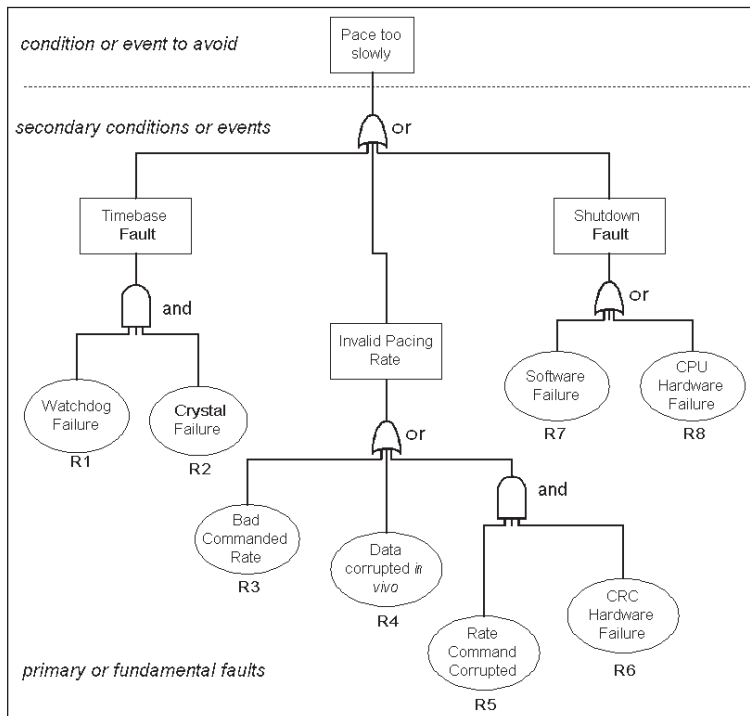 condition or event to avoid
Pace too
slowly
secondary conditions or events
or
Timebase
Fault
Shutdown
Fault
and
or
Invalid Pacing
Rate
Watchdog
Failure
R1
Crystal
Failure
R2
Software
Failure
R7
CPU
Hardware
Failure
R8
or
and
Bad
Commanded
Rate
R3
Data
corrupted in
vivo
R4
Rate
Command
Corrupted
R5
CRC
Hardware
Failure
R6
primary or fundamental faults